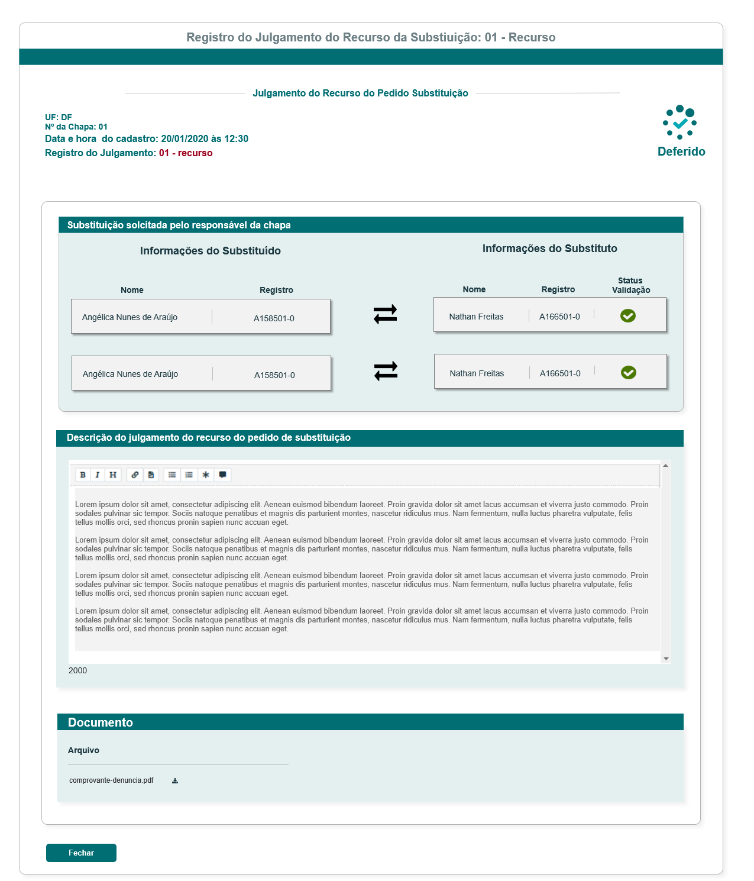 Registro do Julgamento do Recurso da Substiuição: 01 - Recurso
Julgamento do Recurso do Pedido Substituição
UF: DF
Nº da Chapa: 01
Data e hora do cadastro: 20/01/2020 às 12:30
Registro do Julgamento: 01 - recurso
Deferido
Substituição solcitada pelo responsável da chapa
Informações do Substituído
Informações do Substituto
Nome Registro
Nome Registro Status Validação
Angélica Nunes de Araújo A158501-0
Nathan Freitas A166501-0
Angélica Nunes de Araújo A158501-0
Nathan Freitas A166501-0
Descrição do julgamento do recurso do pedido de substituição
B I H
Lorem ipsum dolor sit amet, consectetur adipiscing elit. Aenean euismod bibendum laoreet. Proin gravida dolor sit amet lacus accumsan et viverra justo commodo. Proin
sodales pulvinar sic tempor. Sociis natoque penatibus et magnis dis parturient montes, nascetur ridiculus mus. Nam fermentum, nulla luctus pharetra vulputate, felis
tellus mollis orci, sed rhoncus pronin sapien nunc accuan eget.
Lorem ipsum dolor sit amet, consectetur adipiscing elit. Aenean euismod bibendum laoreet. Proin gravida dolor sit amet lacus accumsan et viverra justo commodo. Proin
sodales pulvinar sic tempor. Sociis natoque penatibus et magnis dis parturient montes, nascetur ridiculus mus. Nam fermentum, nulla luctus pharetra vulputate, felis
tellus mollis orci, sed rhoncus pronin sapien nunc accuan eget.
Lorem ipsum dolor sit amet, consectetur adipiscing elit. Aenean euismod bibendum laoreet. Proin gravida dolor sit amet lacus accumsan et viverra justo commodo. Proin
sodales pulvinar sic tempor. Sociis natoque penatibus et magnis dis parturient montes, nascetur ridiculus mus. Nam fermentum, nulla luctus pharetra vulputate, felis
tellus mollis orci, sed rhoncus pronin sapien nunc accuan eget.
Lorem ipsum dolor sit amet, consectetur adipiscing elit. Aenean euismod bibendum laoreet. Proin gravida dolor sit amet lacus accumsan et viverra justo commodo. Proin
sodales pulvinar sic tempor. Sociis natoque penatibus et magnis dis parturient montes, nascetur ridiculus mus. Nam fermentum, nulla luctus pharetra vulputate, felis
tellus mollis orci, sed rhoncus pronin sapien nunc accuan eget.
2000
Documento
Arquivo
comprovante-denuncia.pdf
Fechar